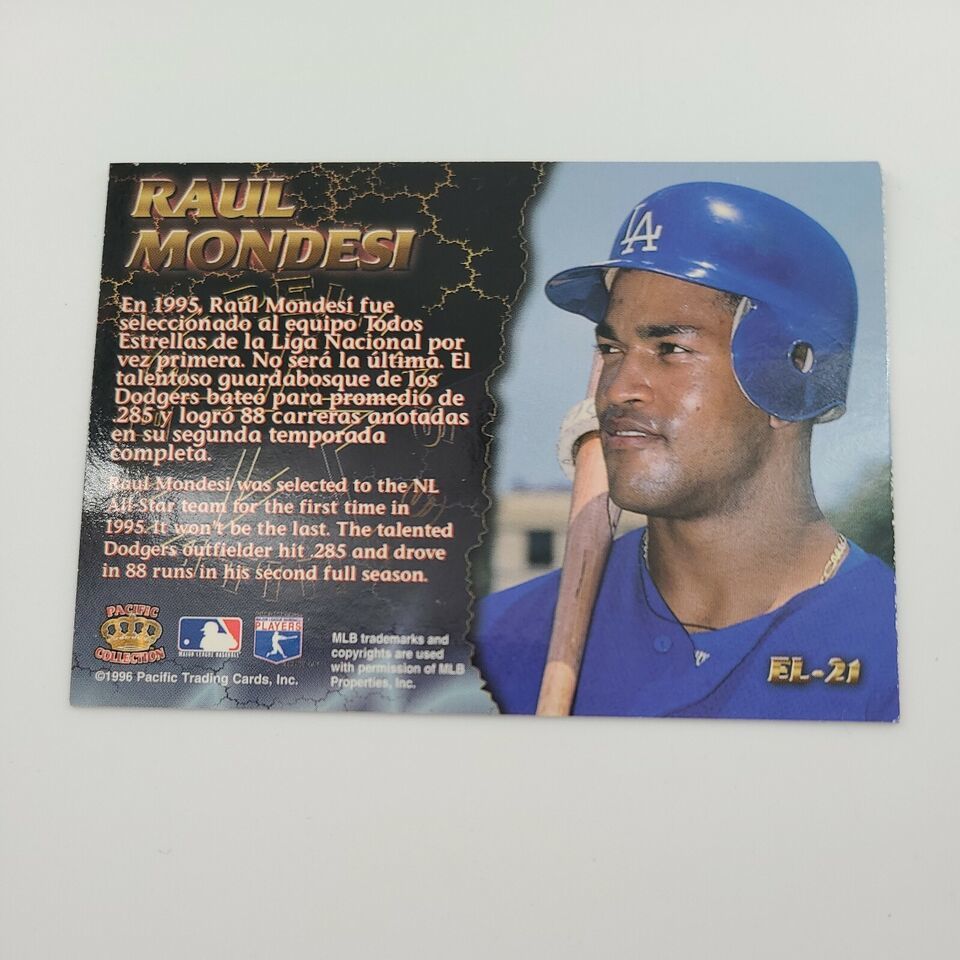 RAUL
MONDESI
En 1995, Raúl Mondesí fue
seleccionado al equipo Todos
Estrellas de la Liga Nacional por
vez primera. No será la última. El
talentoso guardabosque de los
Dodgers bateó para promedio de
.285 y logró 88 carreras anotadas
en su segunda temporada
completa.
Raul Mondesi was selected to the NL
All-Star team for the first time in
1995. It won't be the last. The talented
Dodgers outfielder hit .285 and drove
in 88 runs in his second full season.
PACIFIC
COLLECTION
MAJOR LEAGUE BASEBALL
PLAYERS
MLB trademarks and
copyrights are used
with permission of MLB
Properties, Inc.
©1996 Pacific Trading Cards, Inc.
LA
EL-21